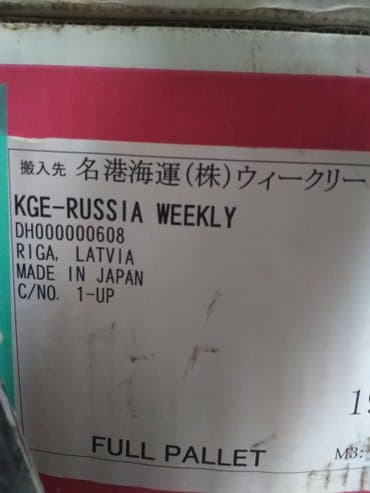 搬入先 名港海運(株)ウィークリー
KGE-RUSSIA WEEKLY
DH000000608
RIGA, LATVIA
MADE IN JAPAN
C/NO. 1-UP
FULL PALLET
M3: